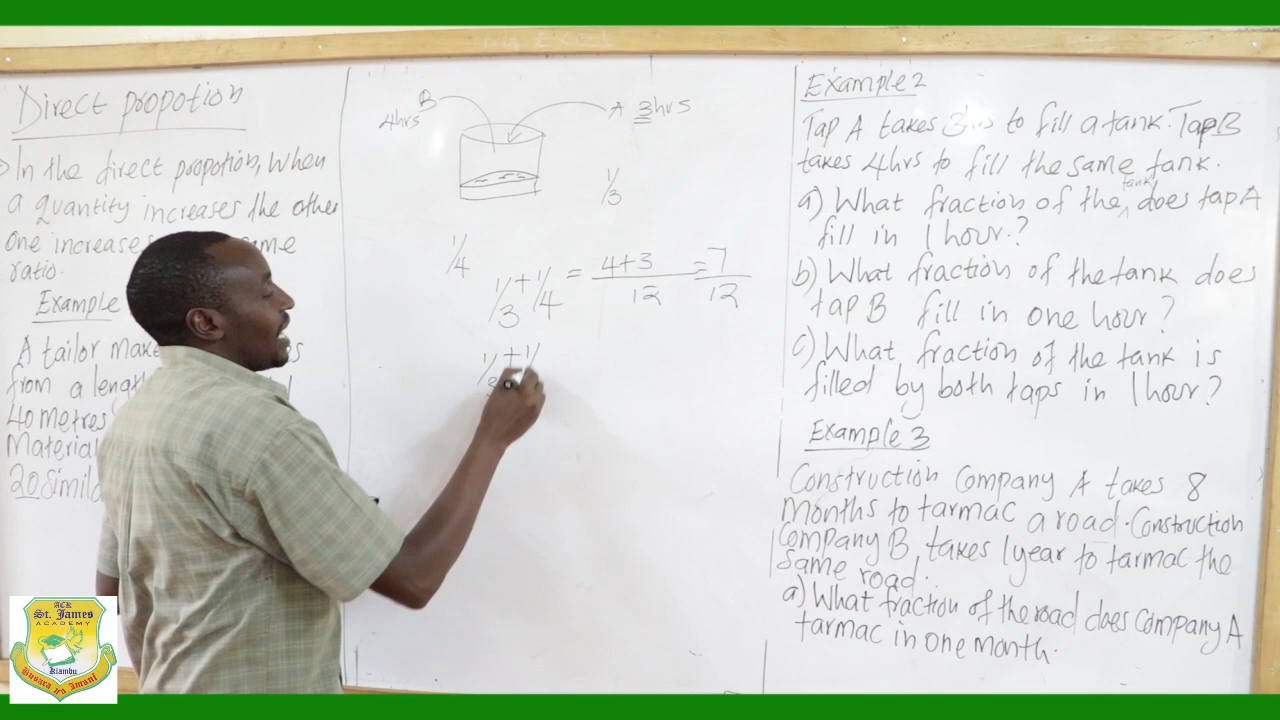 Direct propotion
In the direct propotion, when
a quantity increases the other
One increases
ratio.
Example
A tailor
from a
40 metres
Material
20
B
4hrs
A 3hrs
1/3
1/4
1/3 + 1/4 = 4+3/12 = 7/12
Example 2
Tap A takes 3hrs to fill a tank. Tap B
takes 4hrs to fill the same tank.
a) What fraction of the tank does tap A
fill in 1 hour.?
b) What fraction of the tank does
tap B fill in one hour?
c) What fraction of the tank is
filled by both taps in 1 hour?
Example 3
Construction Company A takes 8
Months to tarmac a road. Construction
Company B takes 1 year to tarmac the
same road.
a) What fraction of the road does Company A
tarmac in one month.
ACK
St. James
ACADEMY
Kiambu